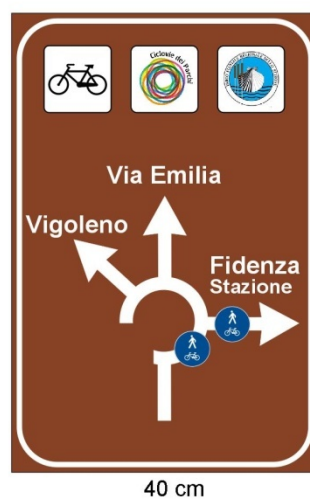 Ciclovie dei Parchi
Via Emilia
Vigoleno
Fidenza
Stazione
40 cm